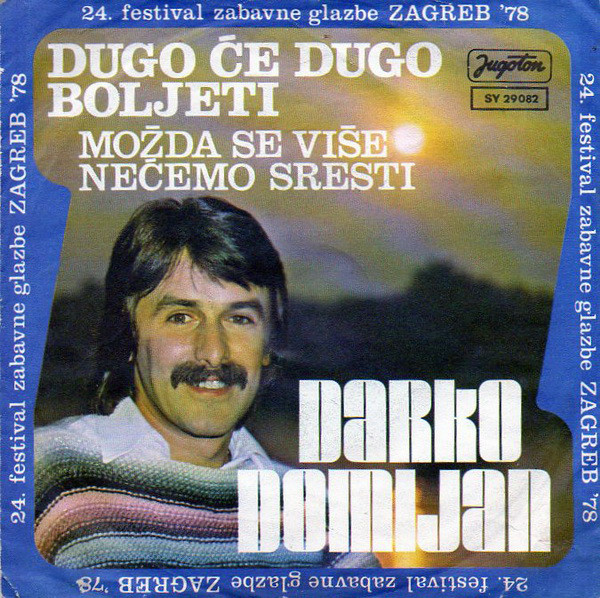 24. festival zabavne glazbe ZAGREB '78
DUGO ĆE DUGO
BOLJETI
Jugoton
SY 29082
MOŽDA SE VIŠE
NEĆEMO SRESTI
DARKO
DOMIJAN
24. festival zabavne glazbe ZAGREB '78
24. festival zabavne glazbe ZAGREB '78
24. festival zabavne glazbe ZAGREB '78